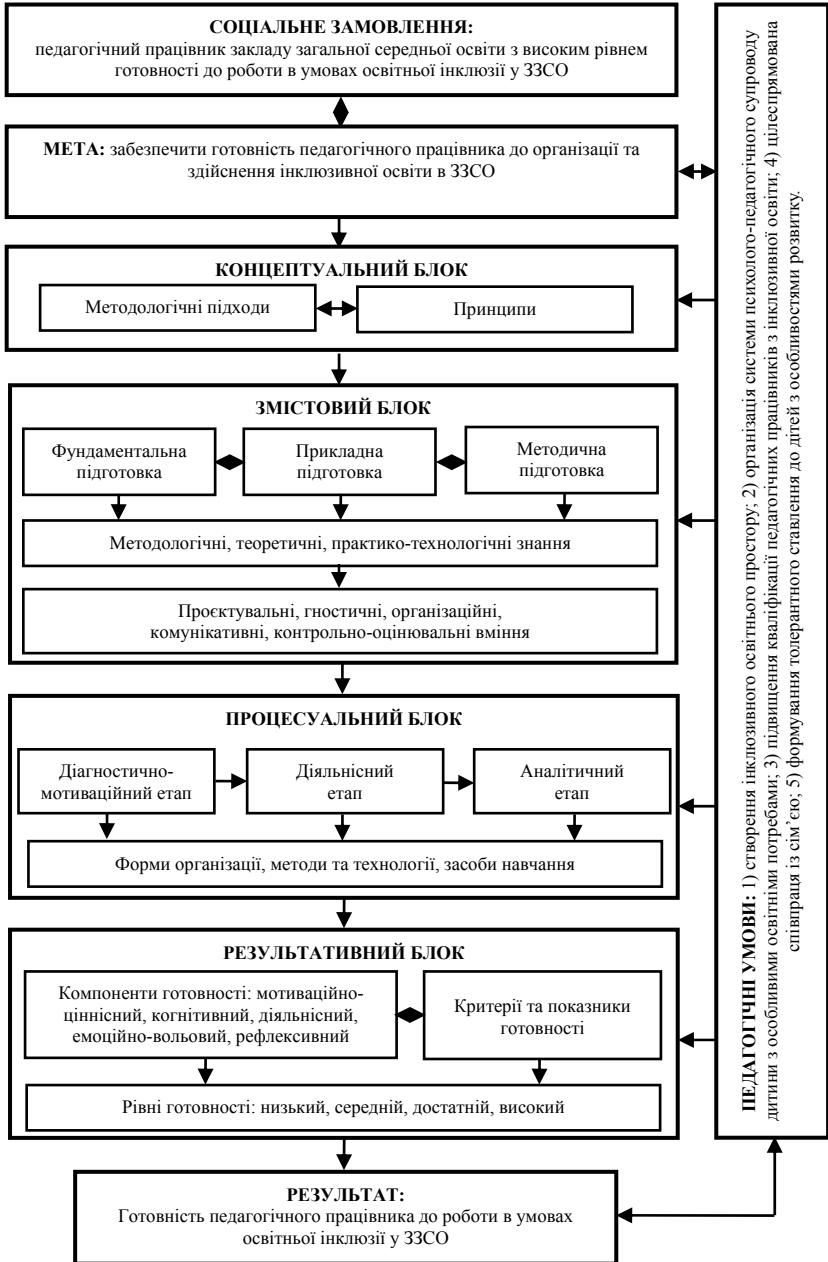 СОЦІАЛЬНЕ ЗАМОВЛЕННЯ:
педагогічний працівник закладу загальної середньої освіти з високим рівнем
готовності до роботи в умовах освітньої інклюзії у ЗЗСО
МЕТА: забезпечити готовність педагогічного працівника до організації та
здійснення інклюзивної освіти в ЗЗСО
КОНЦЕПТУАЛЬНИЙ БЛОК
Методологічні підходи
Принципи
ЗМІСТОВИЙ БЛОК
Фундаментальна
підготовка
Прикладна
підготовка
Методична
підготовка
Методологічні, теоретичні, практико-технологічні знання
Проєктувальні, гностичні, організаційні,
комунікативні, контрольно-оцінювальні вміння
ПРОЦЕСУАЛЬНИЙ БЛОК
Діагностично-
мотиваційний етап
Діяльнісний
етап
Аналітичний
етап
Форми організації, методи та технології, засоби навчання
РЕЗУЛЬТАТИВНИЙ БЛОК
Компоненти готовності: мотиваційно-
ціннісний, когнітивний, діяльнісний,
емоційно-вольовий, рефлексивний
Критерії та показники
готовності
Рівні готовності: низький, середній, достатній, високий
РЕЗУЛЬТАТ:
Готовність педагогічного працівника до роботи в умовах
освітньої інклюзії у ЗЗСО
ПЕДАГОГІЧНІ УМОВИ: 1) створення інклюзивного освітнього простору; 2) організація системи психолого-педагогічного супроводу
дитини з особливими освітніми потребами; 3) підвищення кваліфікації педагогічних працівників з інклюзивної освіти; 4) цілеспрямована
співпраця із сім’єю; 5) формування толерантного ставлення до дітей з особливостями розвитку.